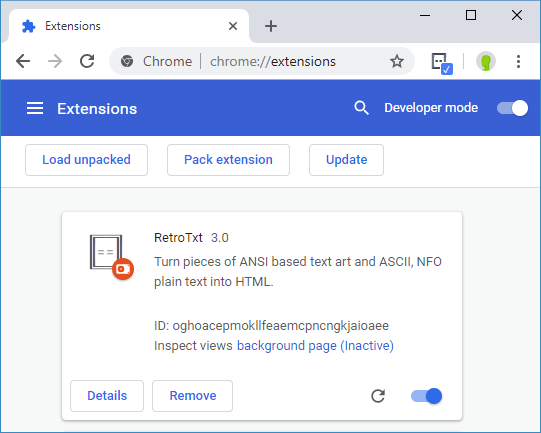 Extensions
Chrome chrome://extensions
Extensions Developer mode
Load unpacked Pack extension Update
RetroTxt 3.0
Turn pieces of ANSI based text art and ASCII, NFO
plain text into HTML.
ID: oghoacepmokllfeaemcpncngkjaioaee
Inspect views background page (Inactive)
Details Remove